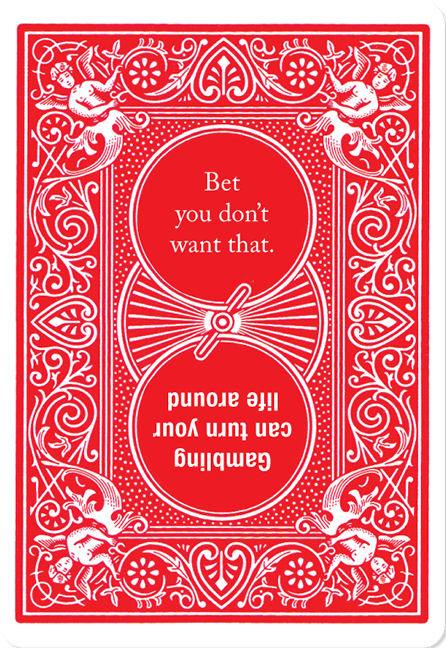 Bet
you don't
want that.
Gambling
can turn your
life around